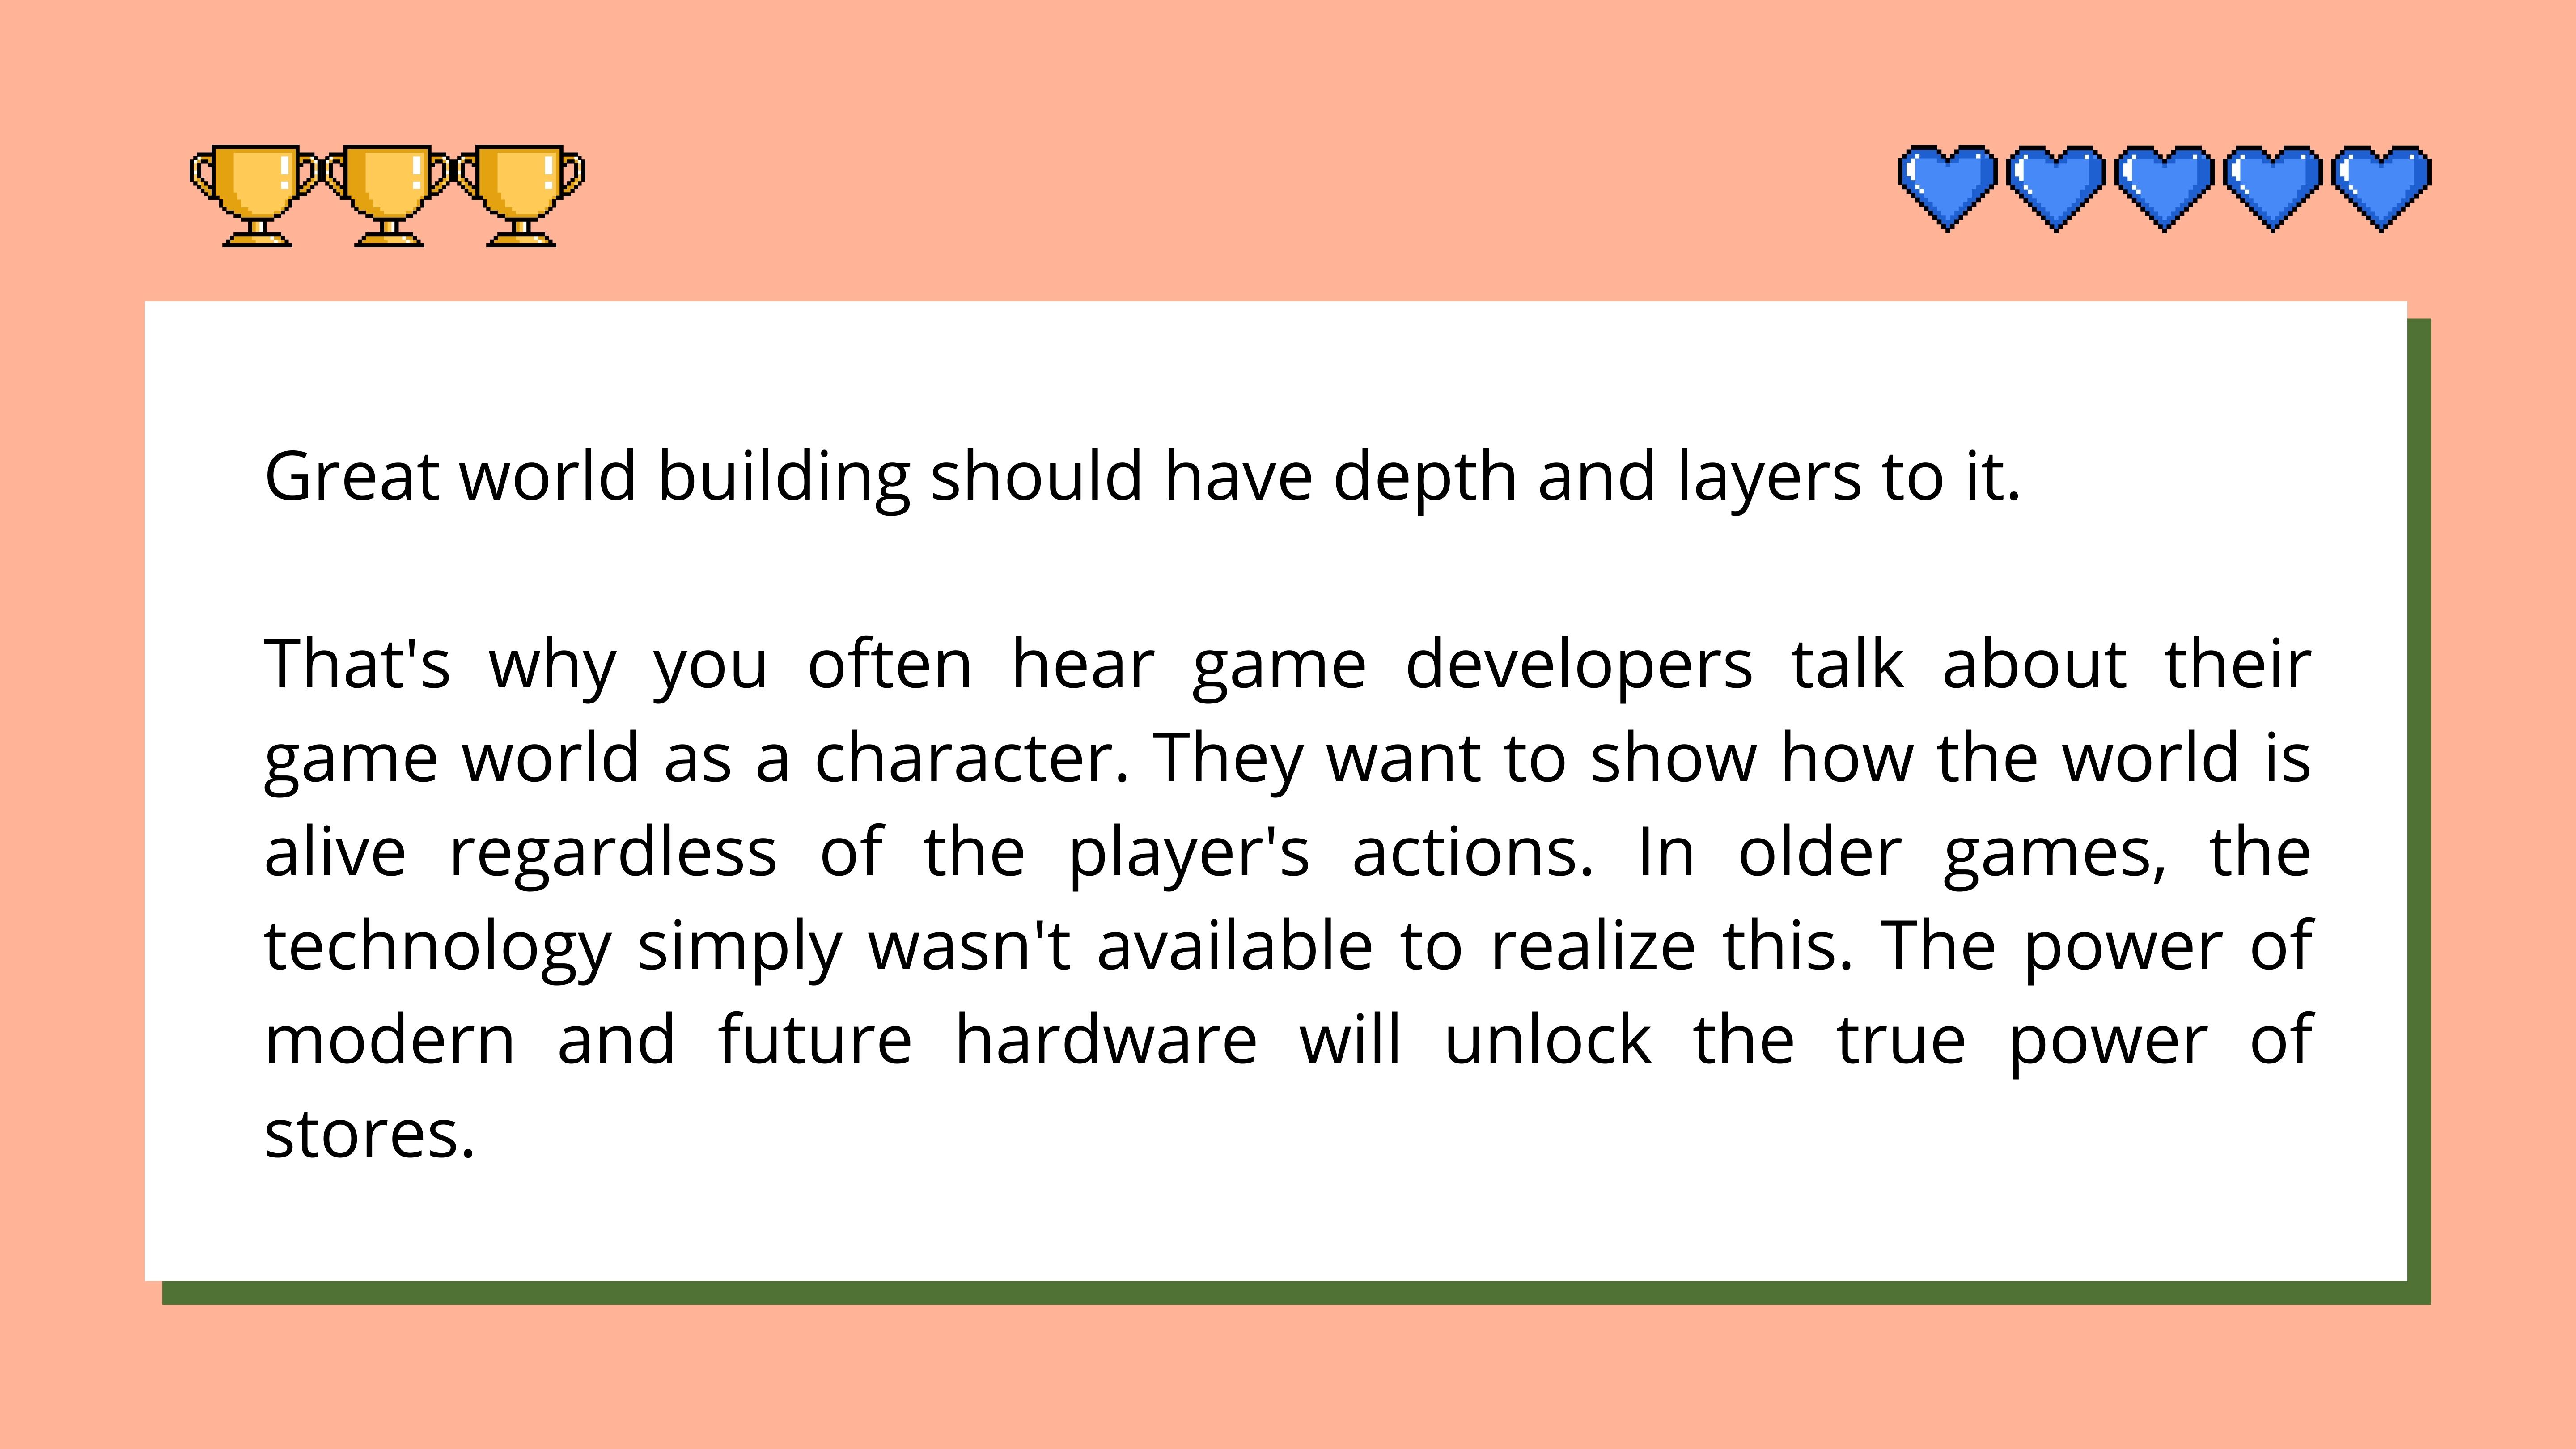 Great world building should have depth and layers to it.
That's why you often hear game developers talk about their
game world as a character. They want to show how the world is
alive regardless of the player's actions. In older games, the
technology simply wasn't available to realize this. The power of
modern and future hardware will unlock the true power of
stores.